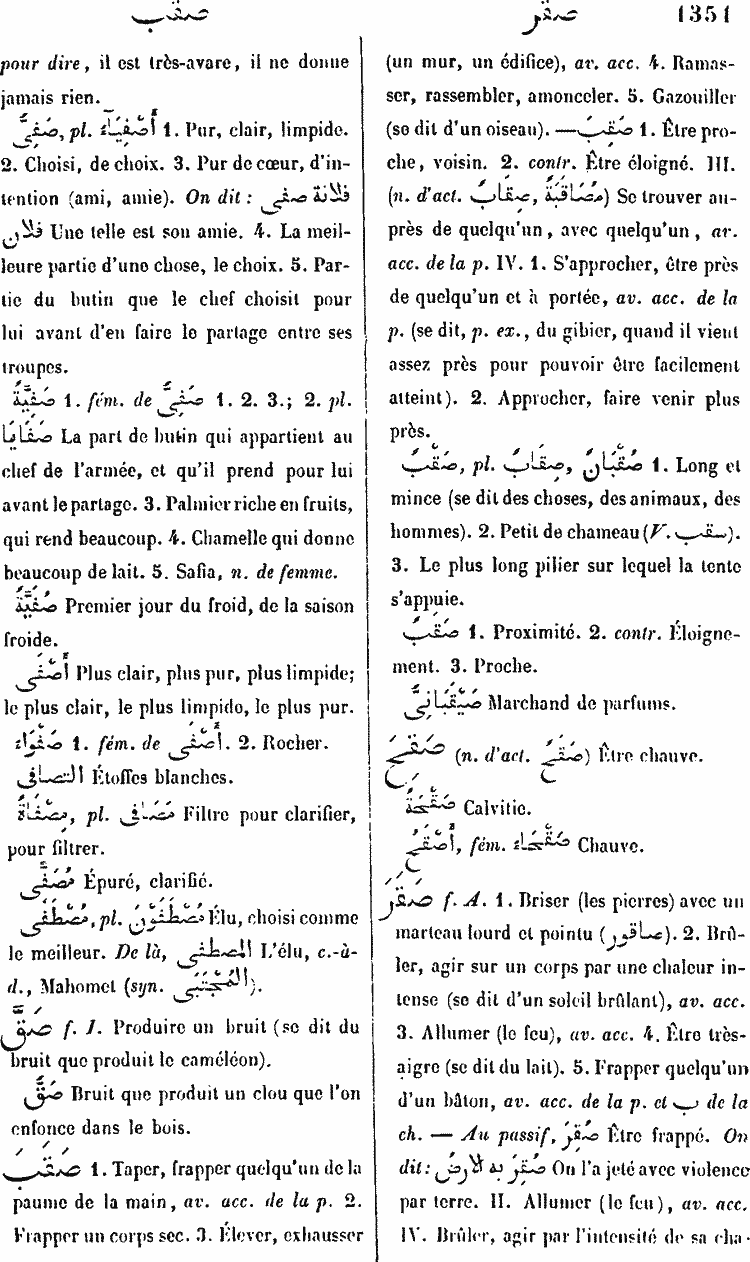 صقب صقر 1351
pour dire, il est très-avare, il ne donne
jamais rien.
صَفِىٌّ, pl. أَصْفِيَاءُ 1. Pur, clair, limpide.
2. Choisi, de choix. 3. Pur de cœur, d'in-
tention (ami, amie). On dit : فلانة صفى
فلان Une telle est son amie. 4. La meil-
leure partie d'une chose, le choix. 5. Par-
tie du butin que le chef choisit pour
lui avant d'en faire le partage entre ses
troupes.
صَفِيَّةٌ 1. fém. de صَفِىٌّ 1. 2. 3.; 2. pl.
صَفَايَا La part de butin qui appartient au
chef de l'armée, et qu'il prend pour lui
avant le partage. 3. Palmier riche en fruits,
qui rend beaucoup. 4. Chamelle qui donne
beaucoup de lait. 5. Safia, n. de femme.
صَفَرِيَّةٌ Premier jour du froid, de la saison
froide.
أَصْفَى Plus clair, plus pur, plus limpide;
le plus clair, le plus limpide, le plus pur.
صَفْوَاءُ 1. fém. de أَصْفَى. 2. Rocher.
التصافى Étoffes blanches.
مِصْفَاةٌ, pl. مَصَافِى Filtre pour clarifier,
pour filtrer.
مُصَفًّى Épuré, clarifié.
مُصْطَفًى, pl. مُصْطَفَوْنَ Élu, choisi comme
le meilleur. De là, المصطفى L'élu, c.-à-
d., Mahomet (syn. المُجْتَبَى).
صَقَّ f. I. Produire un bruit (se dit du
bruit que produit le caméléon).
صَقٌّ Bruit que produit un clou que l'on
enfonce dans le bois.
صَقَبَ 1. Taper, frapper quelqu'un de la
paume de la main, av. acc. de la p. 2.
Frapper un corps sec. 3. Élever, exhausser
(un mur, un édifice), av. acc. 4. Ramas-
ser, rassembler, amonceler. 5. Gazouiller
(se dit d'un oiseau). — صَقِبَ 1. Être pro-
che, voisin. 2. contr. Être éloigné. III.
(n. d'act. مُصَاقَبَةٌ, صِقَابٌ) Se trouver au-
près de quelqu'un, avec quelqu'un, av.
acc. de la p. IV. 1. S'approcher, être près
de quelqu'un et à portée, av. acc. de la
p. (se dit, p. ex., du gibier, quand il vient
assez près pour pouvoir être facilement
atteint). 2. Approcher, faire venir plus
près.
صَقْبٌ, pl. صِقَابٌ, صُقْبَانٌ 1. Long et
mince (se dit des choses, des animaux, des
hommes). 2. Petit de chameau (V. سقب).
3. Le plus long pilier sur lequel la tente
s'appuie.
صَقَبٌ 1. Proximité. 2. contr. Éloigne-
ment. 3. Proche.
صَيْقَبَانِىٌّ Marchand de parfums.
صَقِحَ (n. d'act. صَقَحٌ) Être chauve.
صَقَحَةٌ Calvitie.
أَصْقَحُ, fém. صَقْحَاءُ Chauve.
صَقَرَ f. A. 1. Briser (les pierres) avec un
marteau lourd et pointu (صاقور). 2. Brû-
ler, agir sur un corps par une chaleur in-
tense (se dit d'un soleil brûlant), av. acc.
3. Allumer (le feu), av. acc. 4. Être très-
aigre (se dit du lait). 5. Frapper quelqu'un
d'un bâton, av. acc. de la p. et ب de la
ch. — Au passif, صُقِرَ Être frappé. On
dit : صُقِرَ به الارضُ On l'a jeté avec violence
par terre. II. Allumer (le feu), av. acc.
IV. Brûler, agir par l'intensité de sa cha-